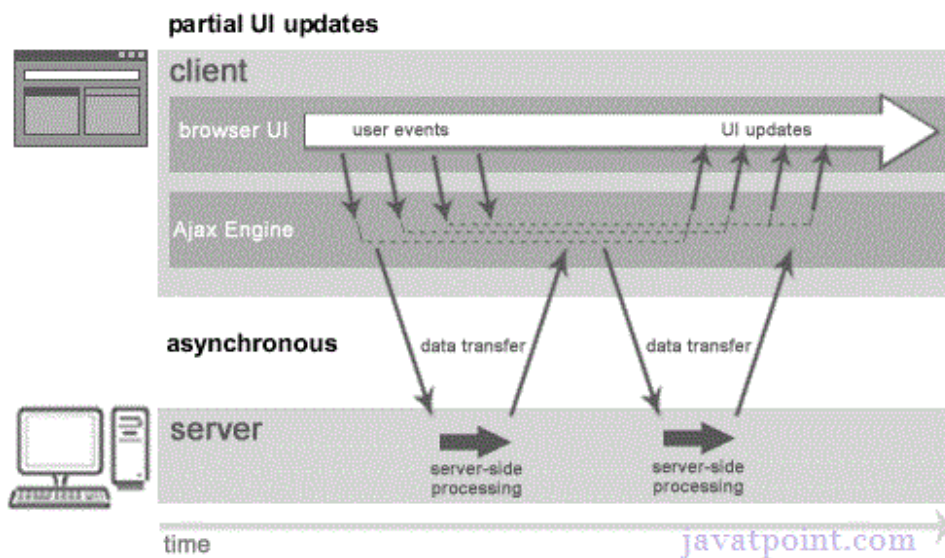 partial UI updates
client
browser UI
user events
UI updates
Ajax Engine
asynchronous
data transfer
data transfer
server
server-side
processing
server-side
processing
time
javatpoint.com